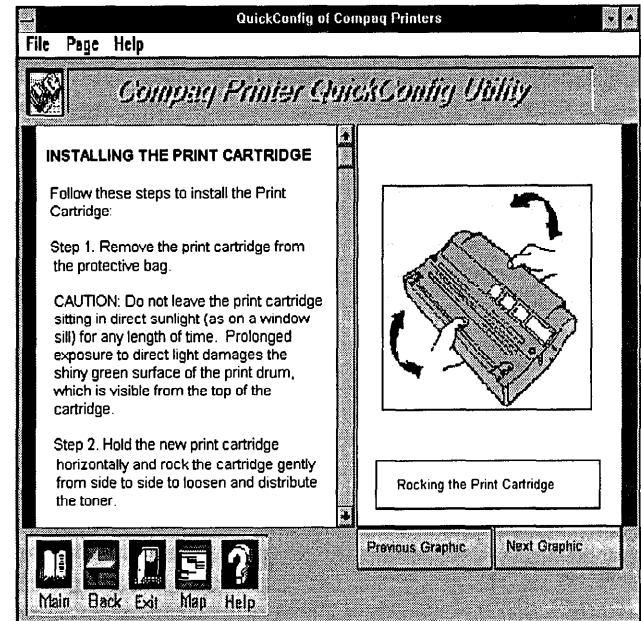 QuickConfig of Compaq Printers
File Page Help
Compaq Printer QuickConfig Utility
INSTALLING THE PRINT CARTRIDGE
Follow these steps to install the Print
Cartridge:
Step 1. Remove the print cartridge from
the protective bag.
CAUTION: Do not leave the print cartridge
sitting in direct sunlight (as on a window
sill) for any length of time. Prolonged
exposure to direct light damages the
shiny green surface of the print drum,
which is visible from the top of the
cartridge.
Step 2. Hold the new print cartridge
horizontally and rock the cartridge gently
from side to side to loosen and distribute
the toner.
Rocking the Print Cartridge
Previous Graphic Next Graphic
Main Back Exit Map Help